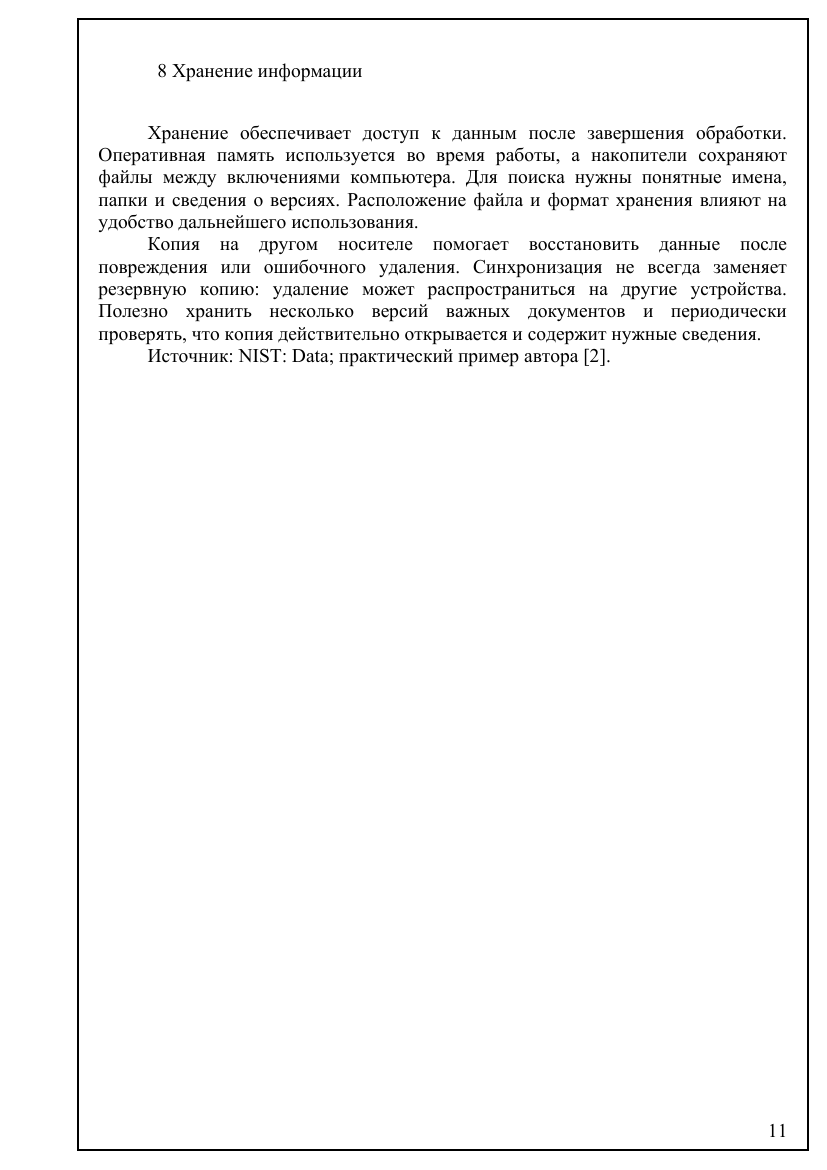 8 Хранение информации
Хранение обеспечивает доступ к данным после завершения обработки.
Оперативная память используется во время работы, а накопители сохраняют
файлы между включениями компьютера. Для поиска нужны понятные имена,
папки и сведения о версиях. Расположение файла и формат хранения влияют на
удобство дальнейшего использования.
Копия на другом носителе помогает восстановить данные после
повреждения или ошибочного удаления. Синхронизация не всегда заменяет
резервную копию: удаление может распространиться на другие устройства.
Полезно хранить несколько версий важных документов и периодически
проверять, что копия действительно открывается и содержит нужные сведения.
Источник: NIST: Data; практический пример автора [2].
11